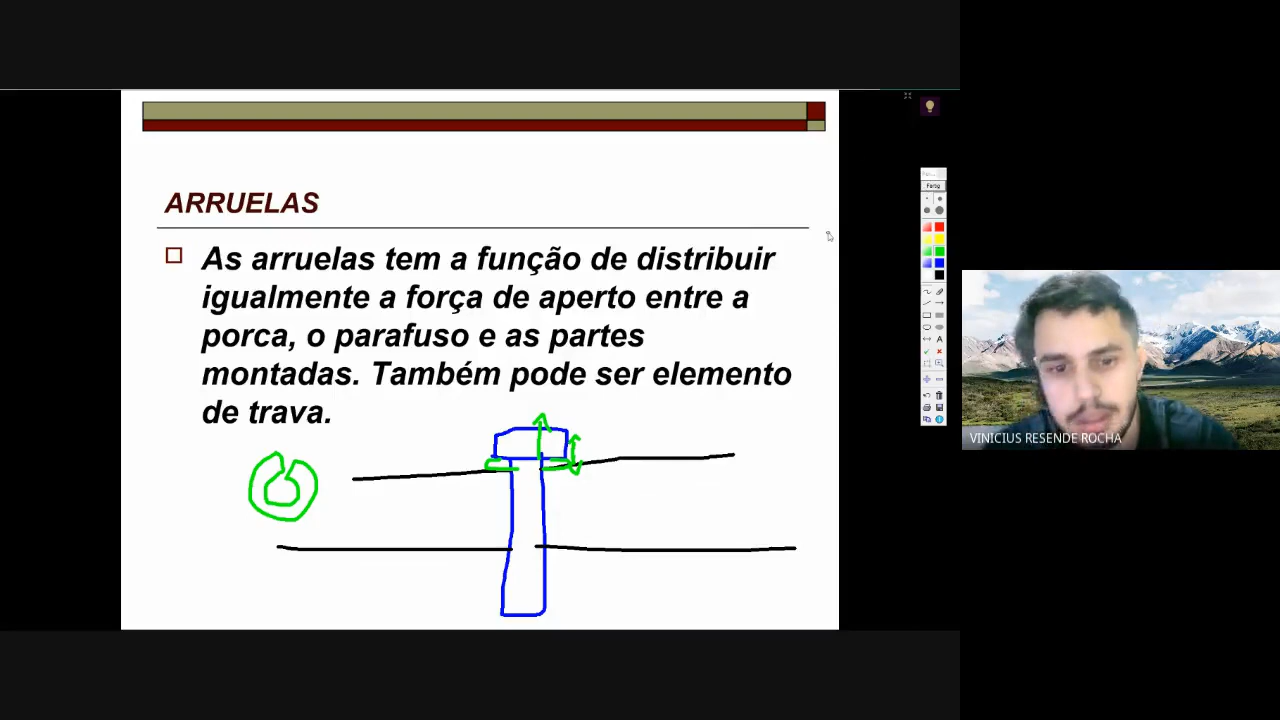 ARRUELAS
As arruelas tem a função de distribuir
igualmente a força de aperto entre a
porca, o parafuso e as partes
montadas. Também pode ser elemento
de trava.
Fertig
A
VINICIUS RESENDE ROCHA